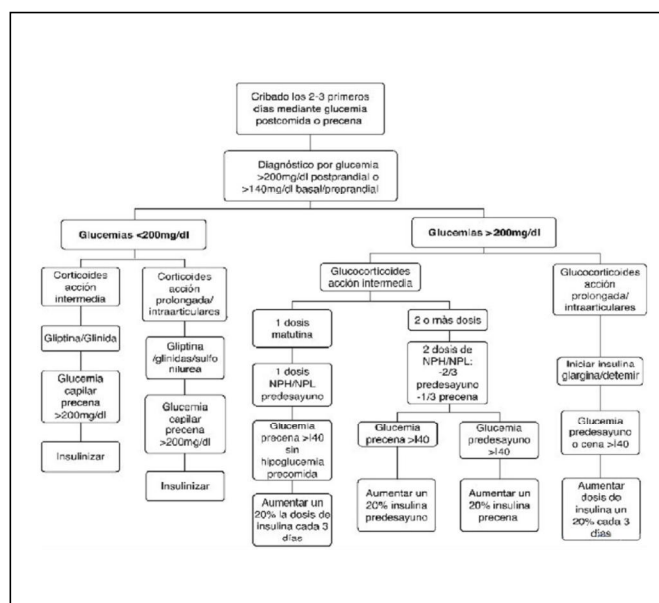 Cribado los 2-3 primeros
días mediante glucemia
postcomida o precena
Diagnóstico por glucemia
>200mg/dl postprandial o
>140mg/dl basal/preprandial
Glucemias <200mg/dl
Corticoides
acción
intermedia
Gliptina/Glinida
Glucemia
capilar
precena
>200mg/dl
Insulinizar
Corticoides
acción
prolongada/
intraarticulares
Gliptina
/glinidas/sulfo
nilurea
Glucemia
capilar
precena
>200mg/dl
Insulinizar
Glucemias >200mg/dl
Glucocorticoides
acción intermedia
1 dosis
matutina
1 dosis
NPH/NPL
predesayuno
Glucemia
precena >140
sin
hipoglucemia
precomida
Aumentar un
20% la dosis de
insulina cada 3
días
2 o más dosis
2 dosis de
NPH/NPL:
-2/3
predesayuno
-1/3 precena
Glucemia
precena >140
Aumentar un
20% insulina
predesayuno
Glucemia
predesayuno
>140
Aumentar un
20% insulina
precena
Glucocorticoides
acción
prolongada/
intraarticulares
Iniciar insulina
glargina/detemir
Glucemia
predesayuno
o cena >140
Aumentar
dosis de
insulina un
20% cada 3
días